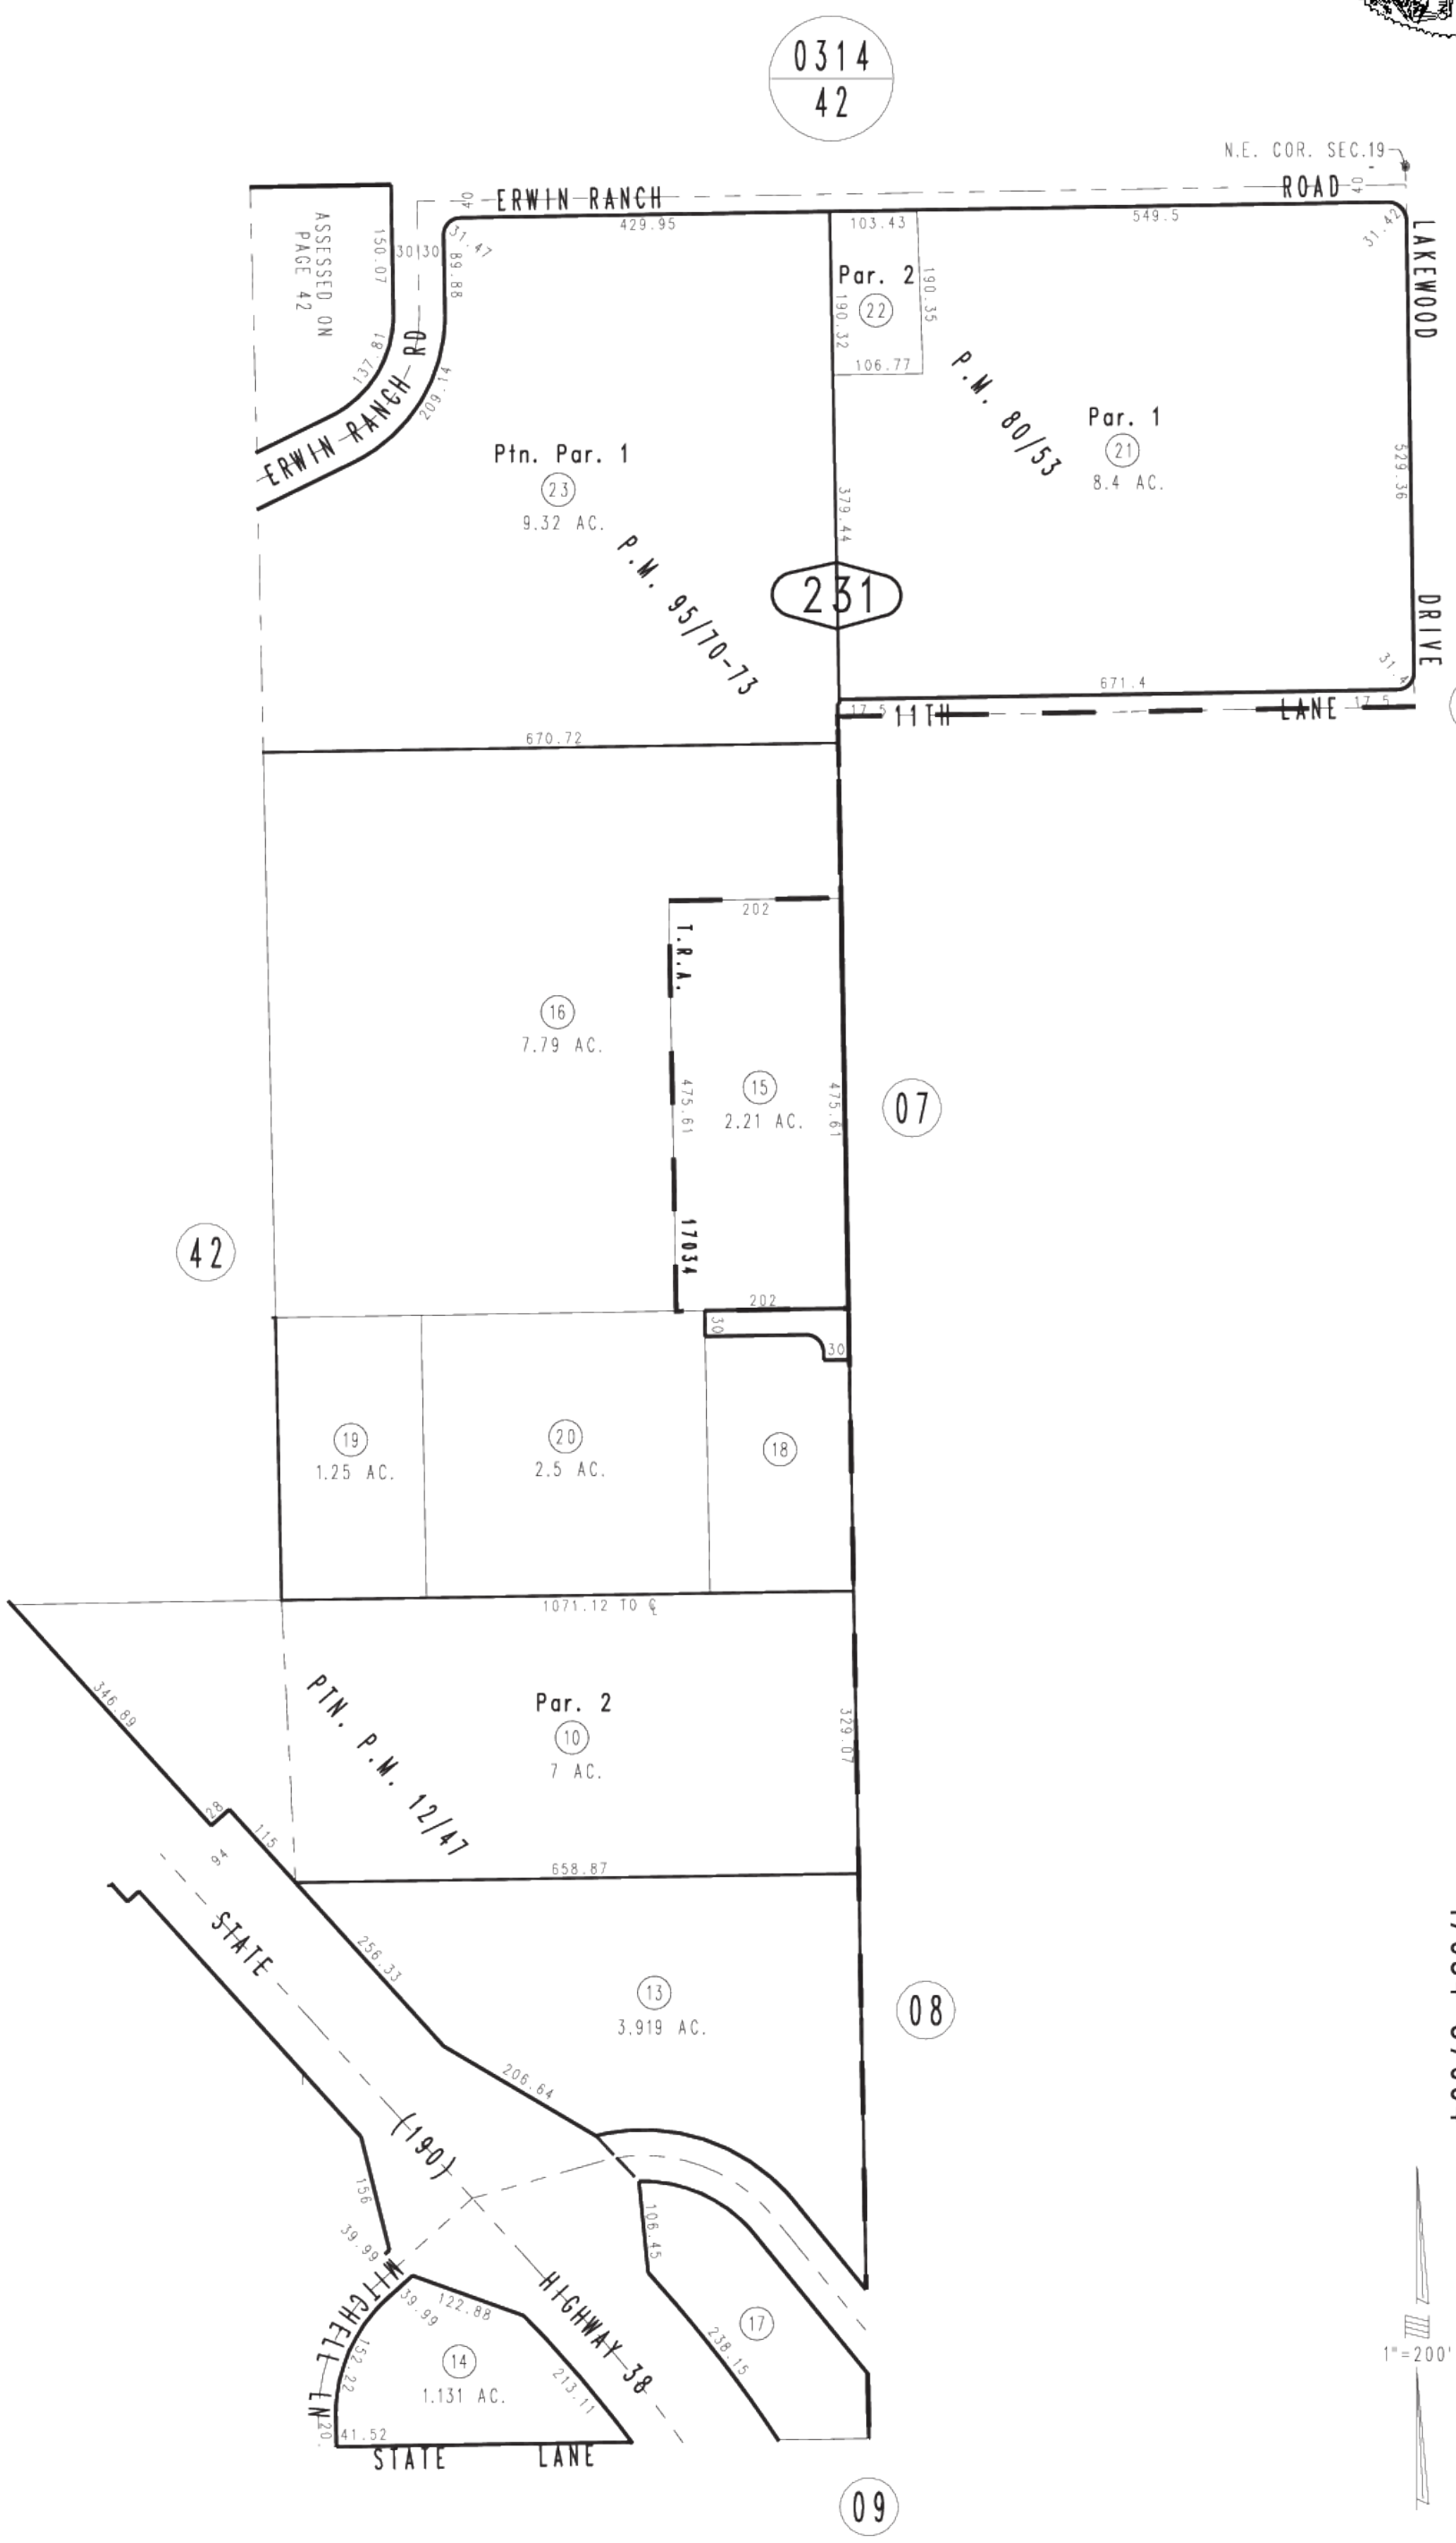 0314
42
N.E. COR. SEC.19
ERWIN RANCH ROAD
40
40
429.95
103.43
549.5
31.42
31.47
ASSESSED ON
PAGE 42
150.07
30 30
89.88
137.81
209.14
ERWIN RANCH RD
LAKEWOOD DRIVE
Par. 2
22
190.32
190.35
106.77
P.M. 80/53
Par. 1
21
8.4 AC.
529.36
Ptn. Par. 1
23
9.32 AC.
379.44
P.M. 95/70-73
231
31.4
671.4
17.5
11TH LANE
17.5
670.72
202
T.R.A.
16
7.79 AC.
475.61
15
2.21 AC.
475.61
07
17034
42
202
30
30
19
1.25 AC.
20
2.5 AC.
18
1071.12 TO ℄
346.89
PTN. P.M. 12/47
Par. 2
10
7 AC.
329.07
28
115
94
658.87
STATE
256.33
13
3.919 AC.
08
206.64
(190)
156
39.99
106.45
MITCHELL LN
39.99
122.88
HIGHWAY 38
17
238.15
152.22
14
1.131 AC.
213.11
20
41.52
STATE LANE
1"=200'
09